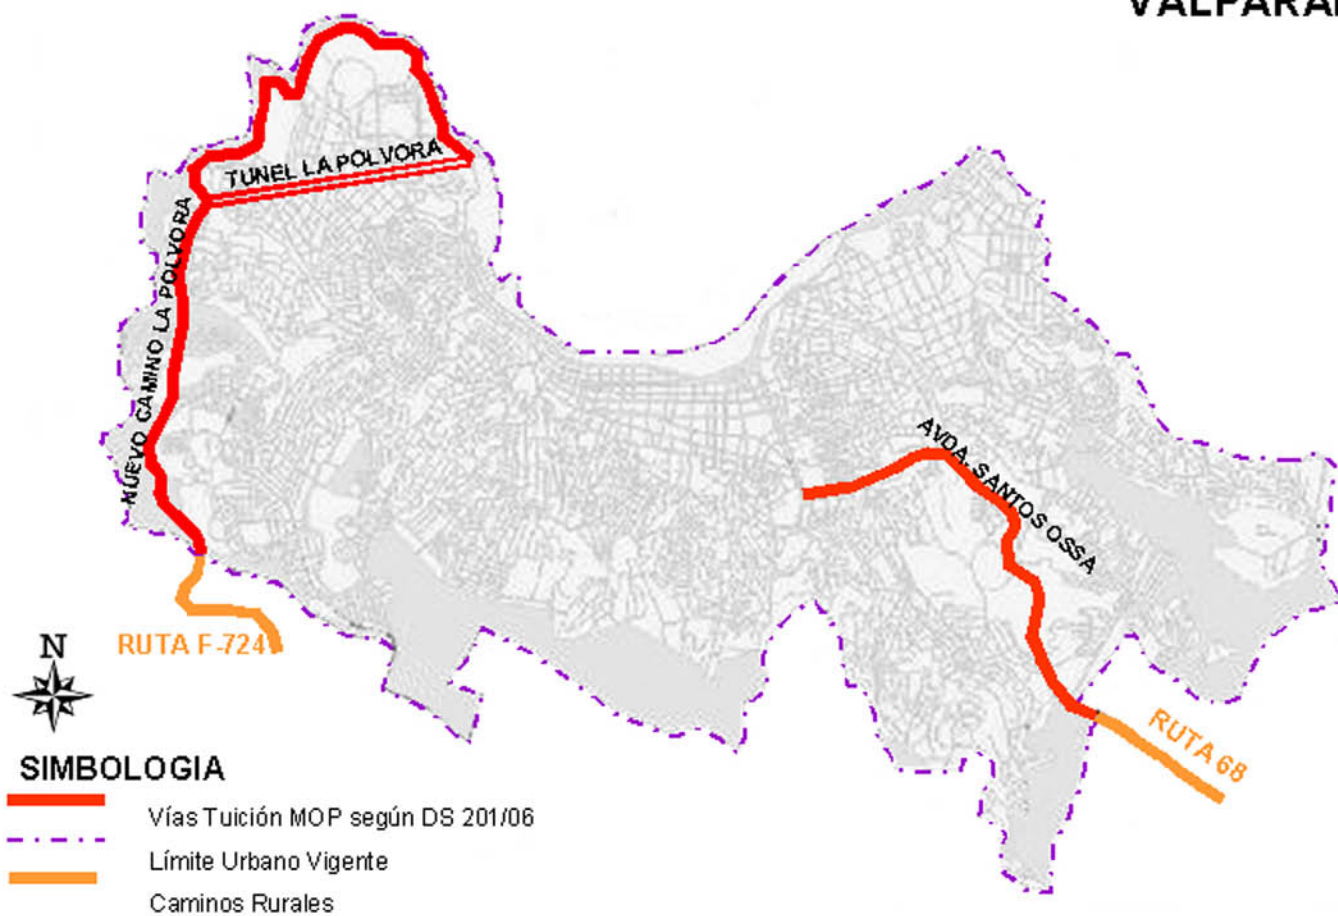 VALPARAI
TUNEL LA POLVORA
NUEVO CAMINO LA POLVORA
AVDA. SANTOS OSSA
RUTA F-724
N
RUTA 68
SIMBOLOGIA
Vías Tuición MOP según DS 201/06
Límite Urbano Vigente
Caminos Rurales